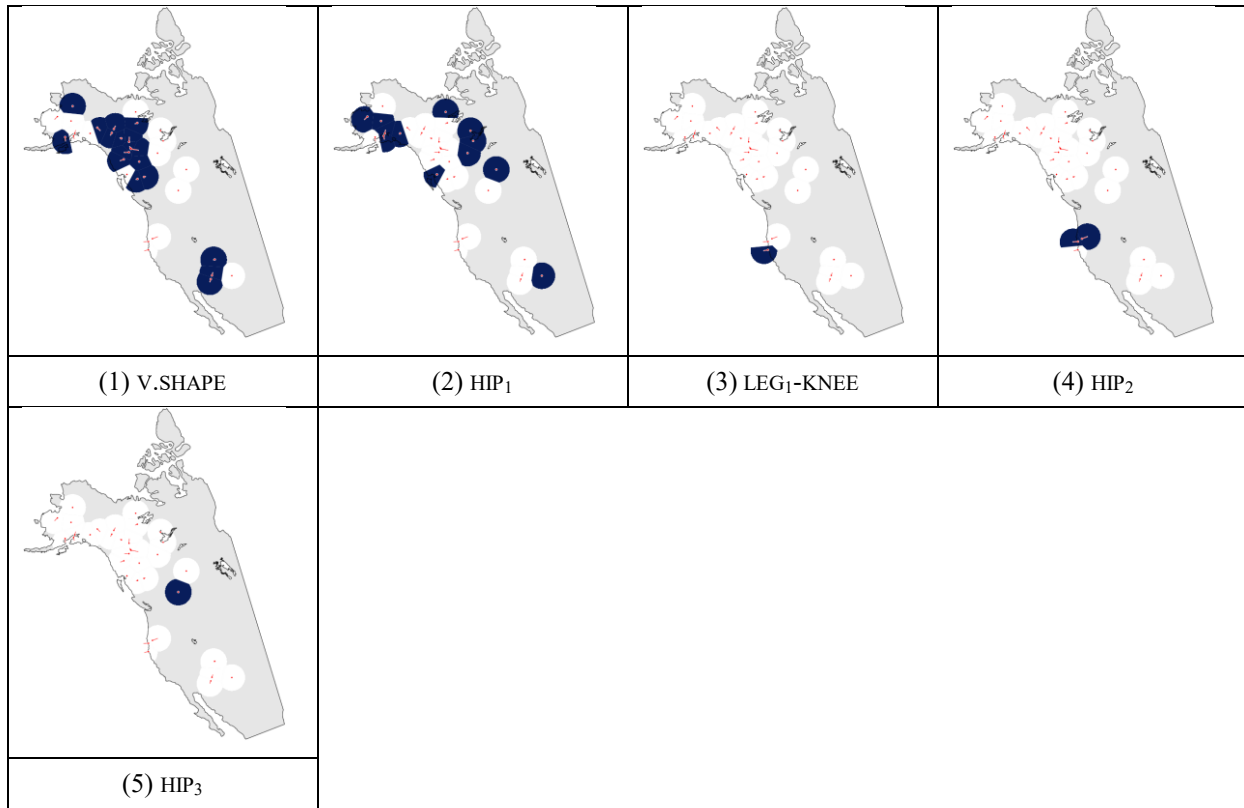 (1) V.SHAPE
(2) HIP₁
(3) LEG₁-KNEE
(4) HIP₂
(5) HIP₃